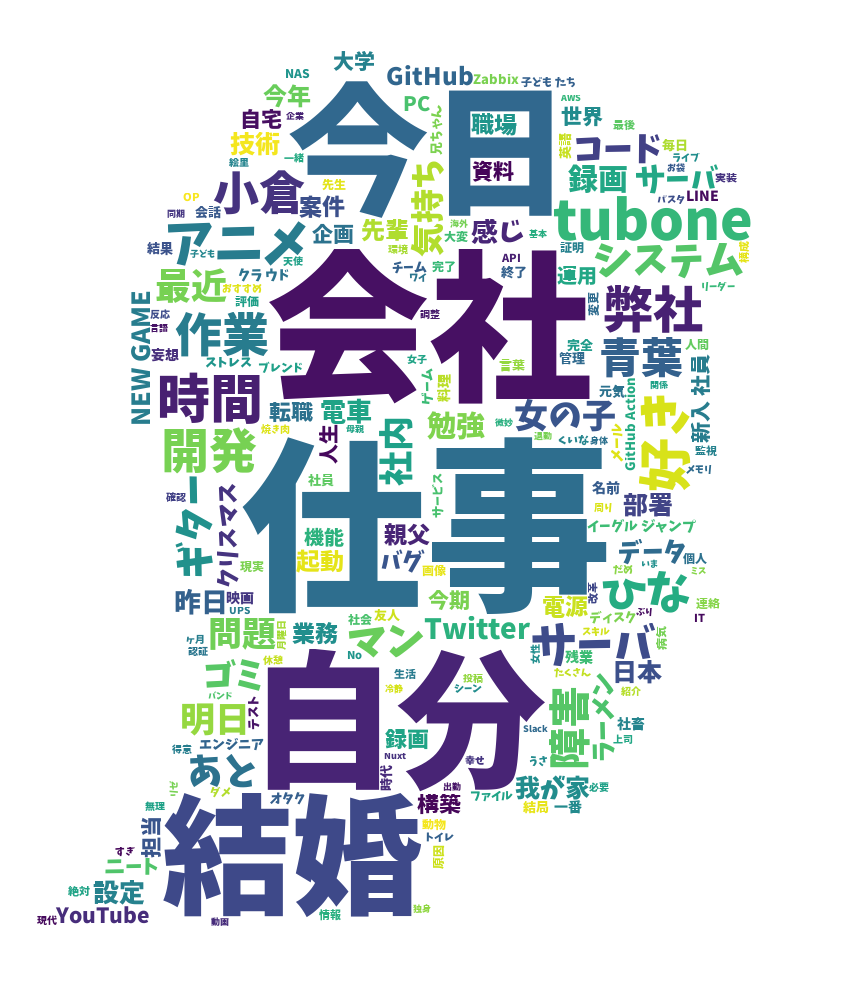 大学
NAS
GitHub
Zabbix
子どもたち
今年
PC
AWS
自宅
企業
今日
職場
世界
最後
技術
兄ちゃん
英語
コード
毎日
絵里
一緒
資料
ライブ
お袋
小倉
先生
気持ち
録画
サーバ
実装
OP
案件
LINE
パスタ
同期
会話
先輩
海外
tubone
アニメ
企画
感じ
大変
基本
証明
結果
子ども
環境
システム
構成
天使
API
チーム
ワイ
完了
終了
運用
クラウド
最近
おすすめ
リーダー
評価
会社
変更
弊社
NEW GAME
反応
言語
作業
調整
妄想
ストレス
ブレンド
女子
言葉
完全
管理
青葉
人間
社員
時間
ゲーム
料理
元気
関係
転職
電車
勉強
微妙
女の子
GitHub Action
好き
新入
焼き肉
母親
人生
社内
通勤
くいな
身体
メール
監視
メモリ
開発
社員
仕事
サービス
名前
確認
ギター
クリスマス
周り
部署
機能
親父
イーグル
ジャンプ
現実
起動
バグ
画像
データ
個人
だめ
いま
ミス
昨日
映画
UPS
今期
改革
ひな
電源
ぶり
連絡
ディスク
IT
問題
月曜日
業務
社会
友人
マン
Twitter
スキル
サーバ
病気
ケ月
認証
No
休憩
女性
残業
ゴミ
自分
生活
投稿
シーン
冷静
たくさん
日本
バンド
紹介
明日
テスト
障害
ラーメン
社畜
上司
Slack
エンジニア
録画
得意
Nuxt
幸せ
うさ
あと
時代
出勤
我が家
必要
ダメ
オタク
ファイル
無理
結婚
構築
結局
一番
担当
動物
トイレ
すぎ
ニート
原因
絶対
設定
現代
YouTube
動画
情報
独身